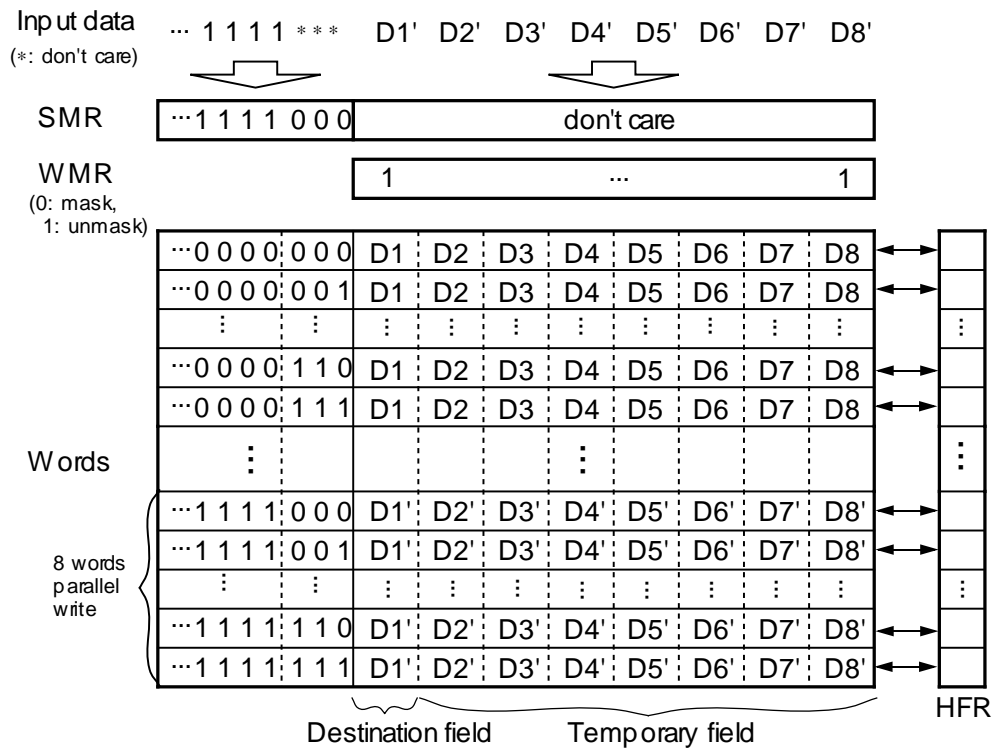 Input data ··· 1 1 1 1 * * * D1' D2' D3' D4' D5' D6' D7' D8'
(*: don't care)
SMR ···1 1 1 1 0 0 0 don't care
WMR 1 ··· 1
(0: mask,
1: unmask)
···0 0 0 0 0 0 0 D1 D2 D3 D4 D5 D6 D7 D8
···0 0 0 0 0 0 1 D1 D2 D3 D4 D5 D6 D7 D8
⋮ ⋮ ⋮ ⋮ ⋮ ⋮ ⋮ ⋮ ⋮ ⋮ ⋮
···0 0 0 0 1 1 0 D1 D2 D3 D4 D5 D6 D7 D8
···0 0 0 0 1 1 1 D1 D2 D3 D4 D5 D6 D7 D8
Words ⋮ ⋮ ⋮
···1 1 1 1 0 0 0 D1' D2' D3' D4' D5' D6' D7' D8'
···1 1 1 1 0 0 1 D1' D2' D3' D4' D5' D6' D7' D8'
8 words
parallel
write
⋮ ⋮ ⋮ ⋮ ⋮ ⋮ ⋮ ⋮ ⋮ ⋮ ⋮
···1 1 1 1 1 1 0 D1' D2' D3' D4' D5' D6' D7' D8'
···1 1 1 1 1 1 1 D1' D2' D3' D4' D5' D6' D7' D8'
HFR
Destination field Temporary field